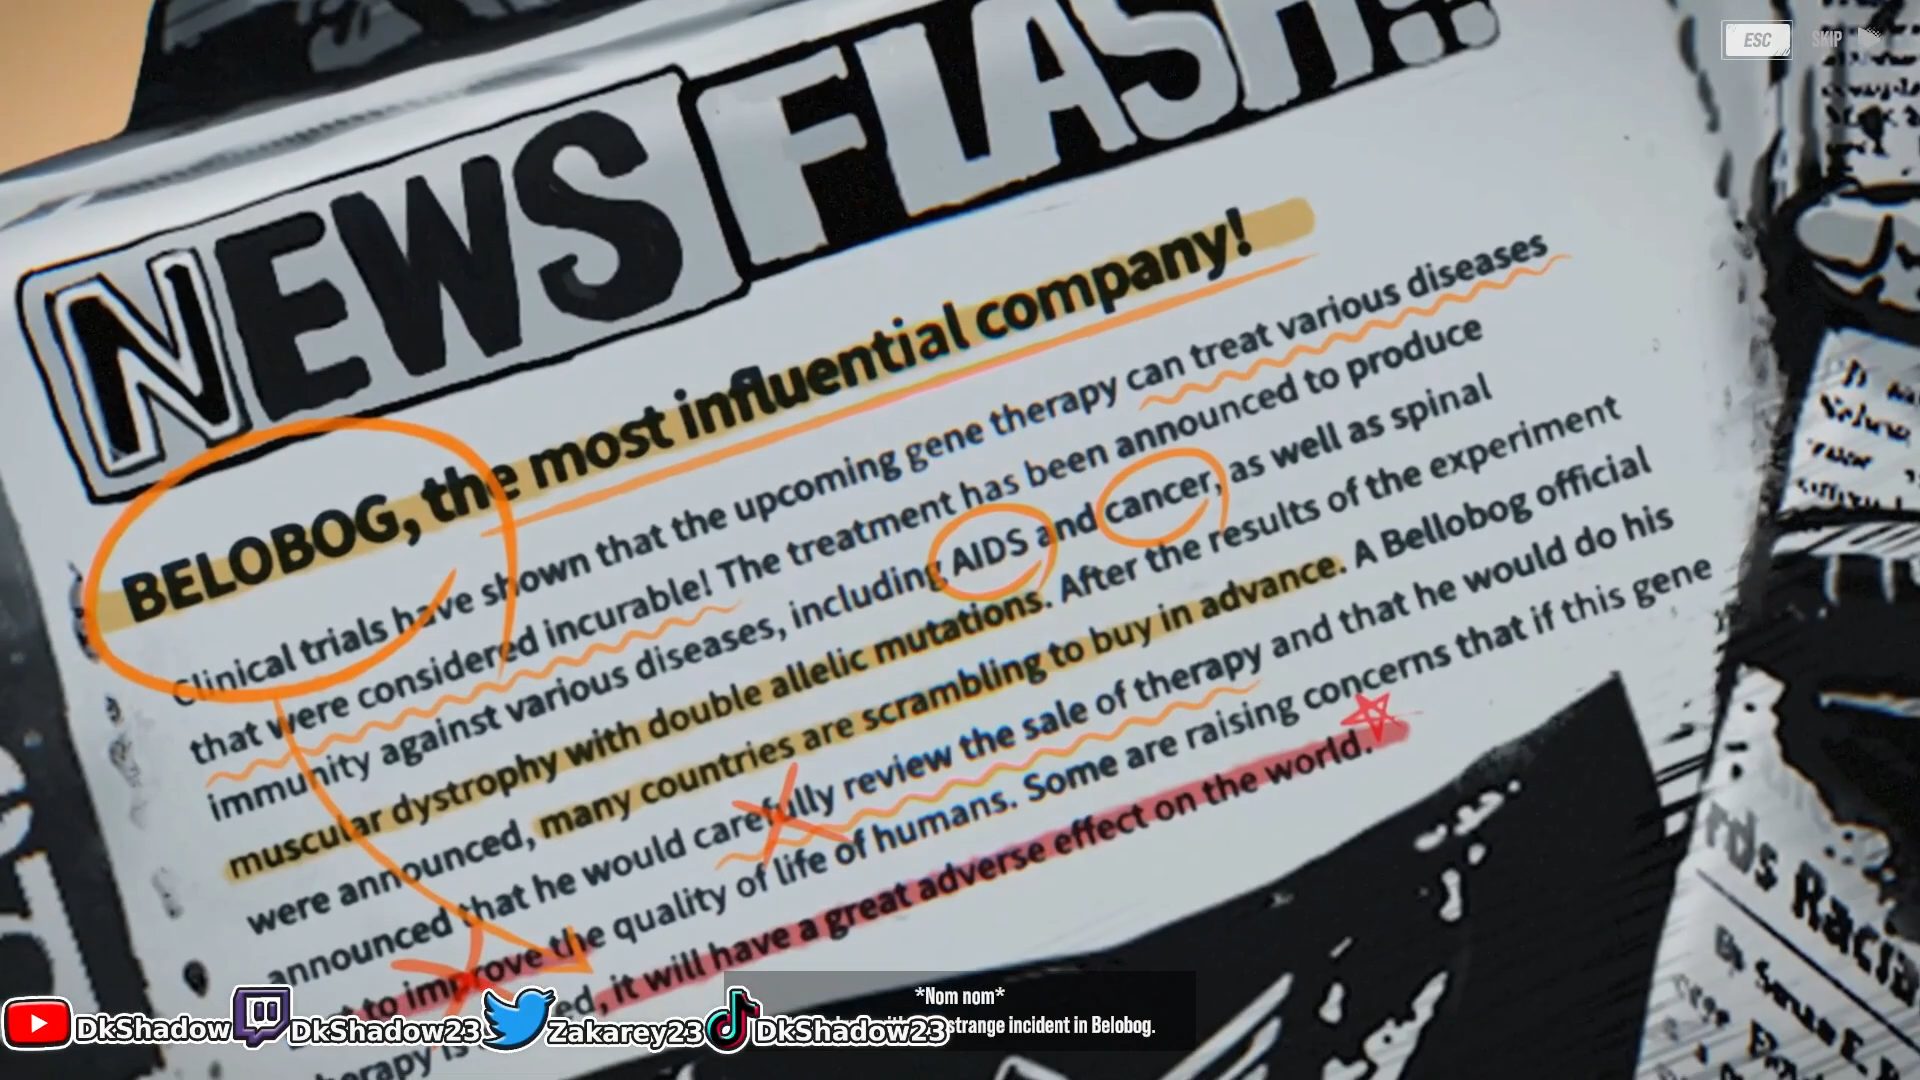 ESC SKIP
NEWS FLASH!!
BELOBOG, the most influential company!
Clinical trials have shown that the upcoming gene therapy can treat various diseases
that were considered incurable! The treatment has been announced to produce
immunity against various diseases, including AIDS and cancer, as well as spinal
muscular dystrophy with double allelic mutations. After the results of the experiment
were announced, many countries are scrambling to buy in advance. A Bellobog official
announced that he would carefully review the sale of therapy and that he would do his
to improve the quality of life of humans. Some are raising concerns that if this gene
it will have a great adverse effect on the world.
rds Racia
*Nom nom*
strange incident in Belobog.
DkShadow DkShadow23 Zakarey23 DkShadow23